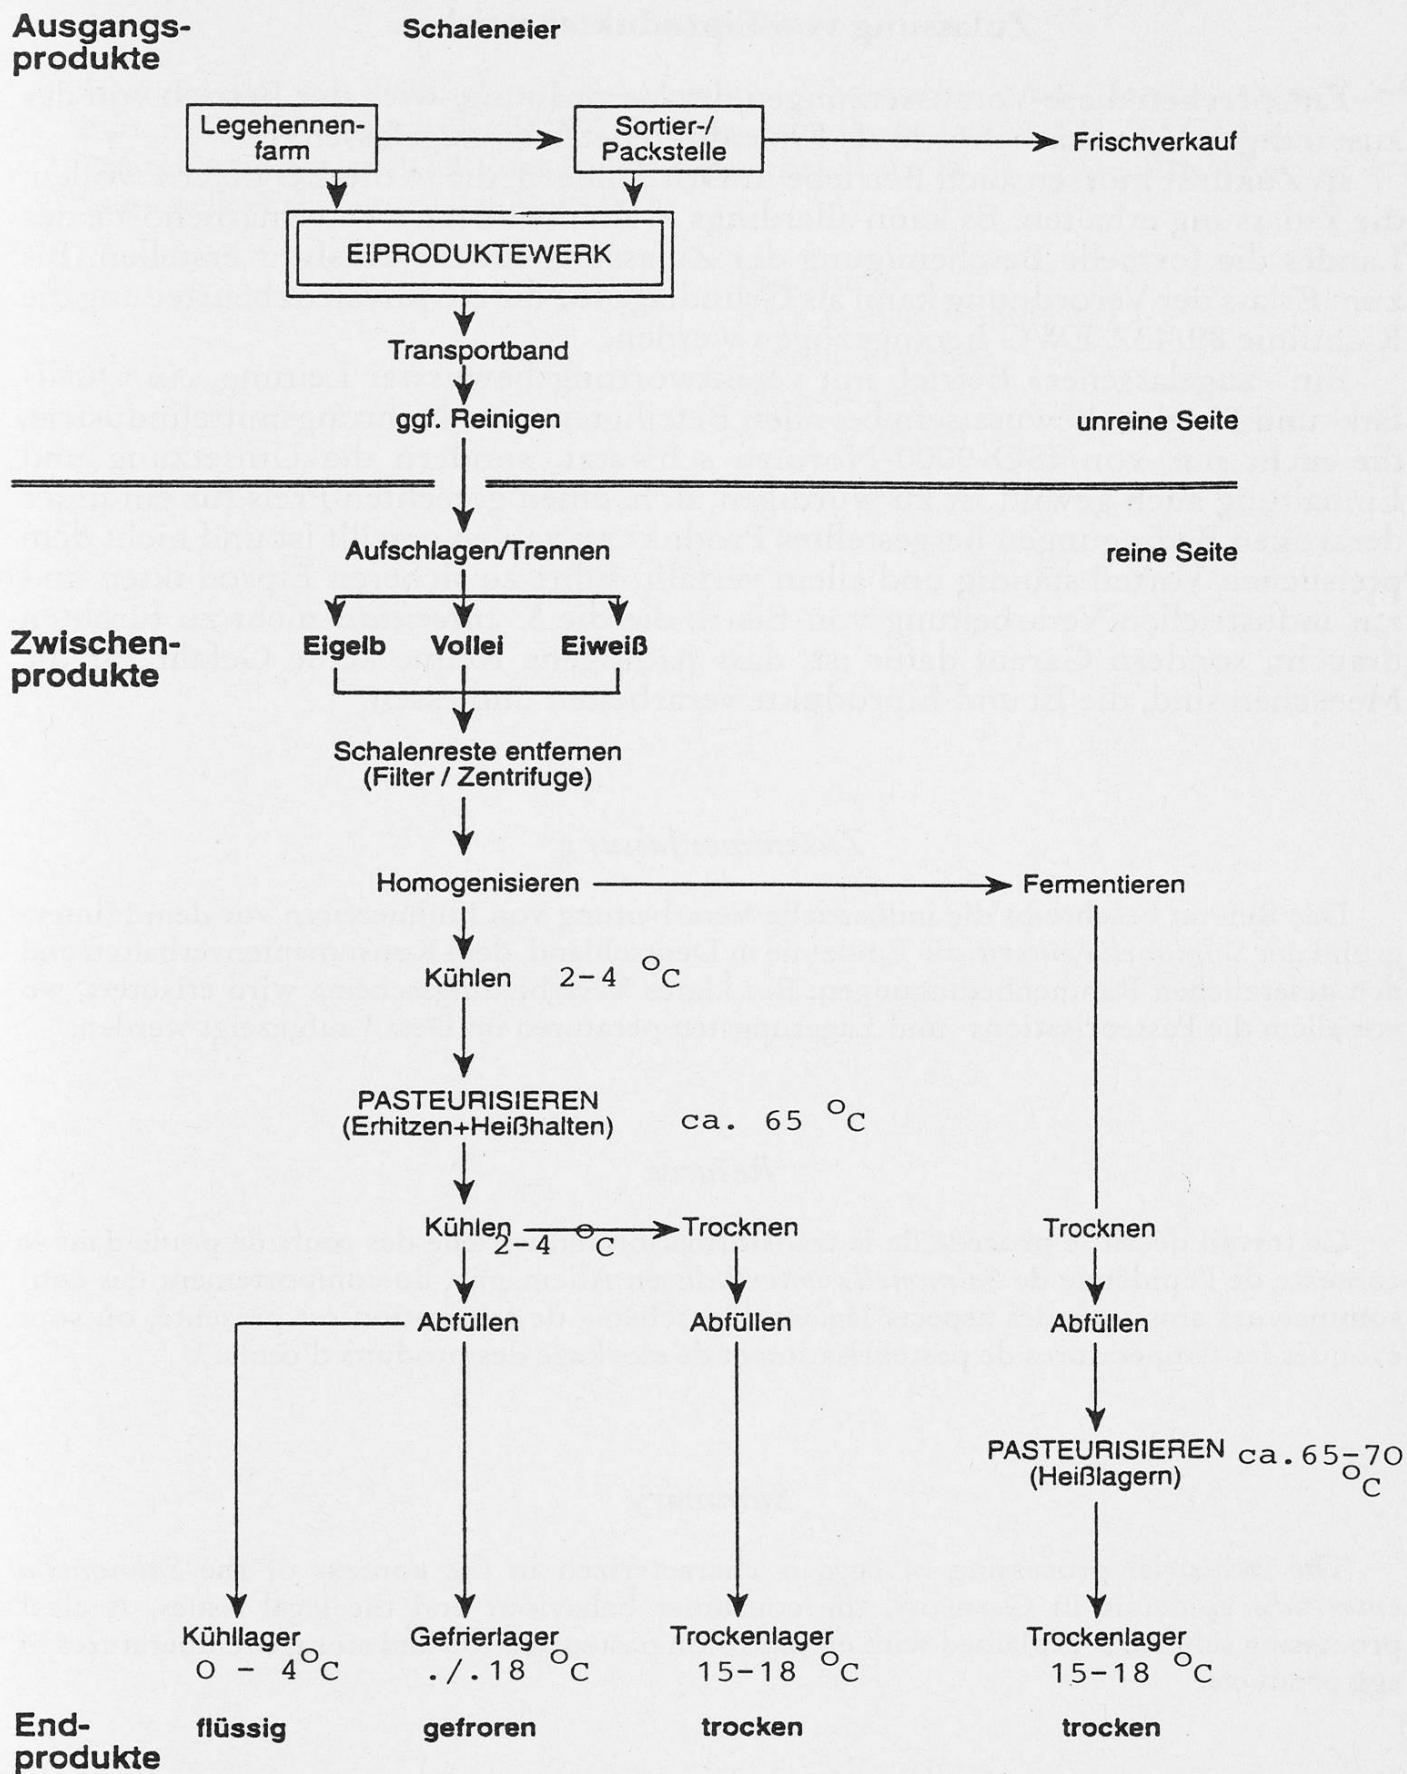 Ausgangs-
produkte
Schaleneier
Legehennen-
farm
Sortier-/
Packstelle
Frischverkauf
EIPRODUKTEWERK
Transportband
ggf. Reinigen
unreine Seite
Aufschlagen/Trennen
reine Seite
Zwischen-
produkte
Eigelb Vollei Eiweiß
Schalenreste entfernen
(Filter / Zentrifuge)
Homogenisieren
Fermentieren
Kühlen 2-4 °C
PASTEURISIEREN
(Erhitzen+Heißhalten)
ca. 65 °C
Kühlen
2-4 °C
Trocknen
Trocknen
Abfüllen
Abfüllen
Abfüllen
PASTEURISIEREN
(Heißlagern)
ca.65-70
°C
Kühllager
0 - 4°C
Gefrierlager
./.18 °C
Trockenlager
15-18 °C
Trockenlager
15-18 °C
End-
produkte
flüssig
gefroren
trocken
trocken